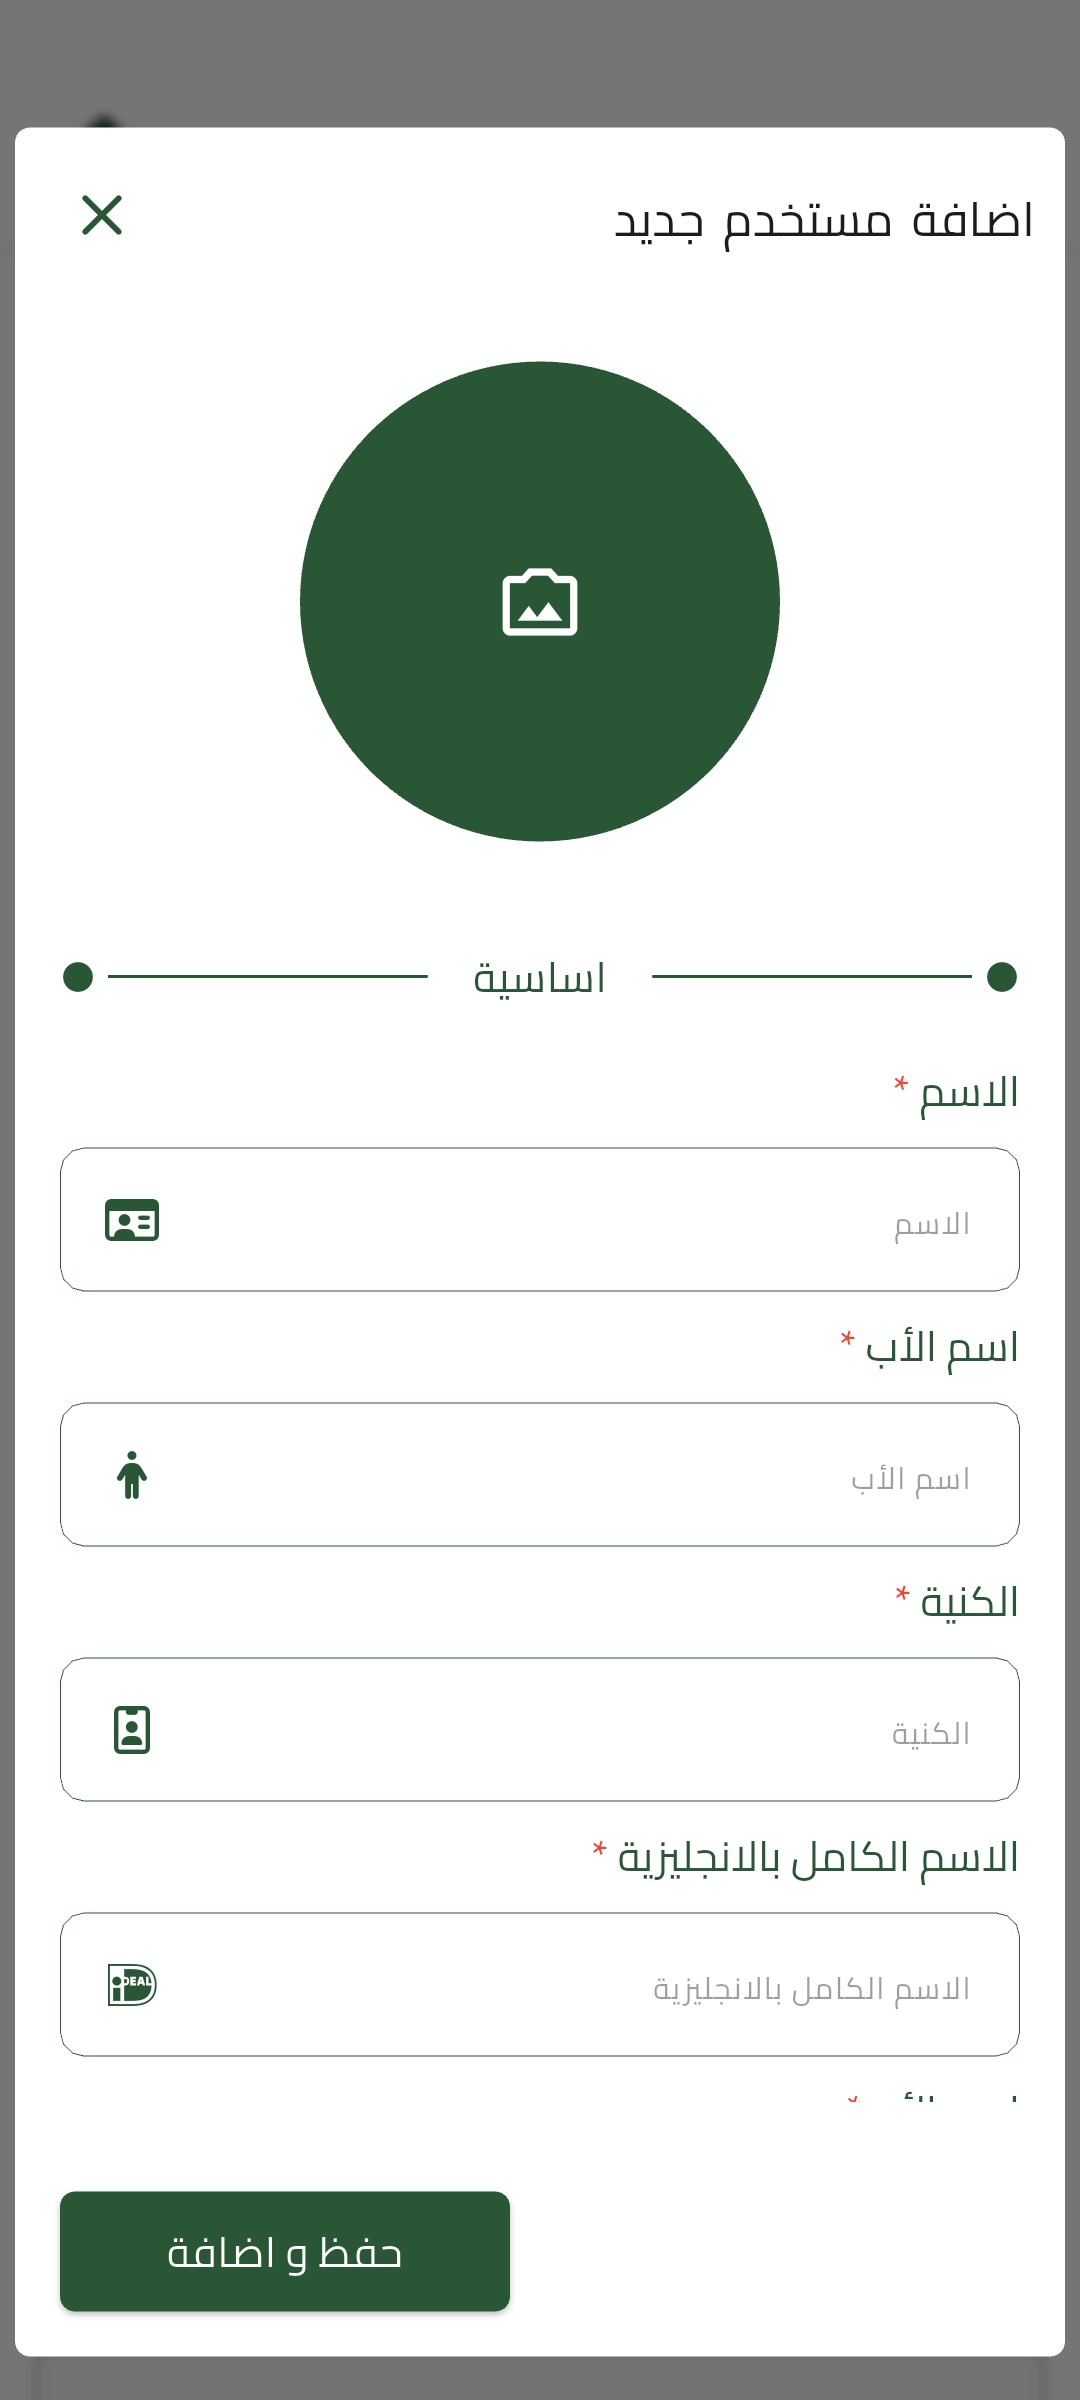 اضافة مستخدم جديد
اساسية
الاسم *
الاسم
اسم الأب *
اسم الأب
الكنية *
الكنية
الاسم الكامل بالانجليزية *
الاسم الكامل بالانجليزية
iDEAL
حفظ و اضافة